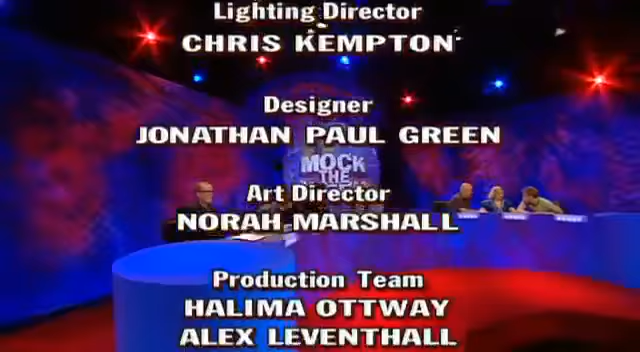 Lighting Director
CHRIS KEMPTON
Designer
JONATHAN PAUL GREEN
MOCK
THE
Art Director
NORAH MARSHALL
Production Team
HALIMA OTTWAY
ALEX LEVENTHALL